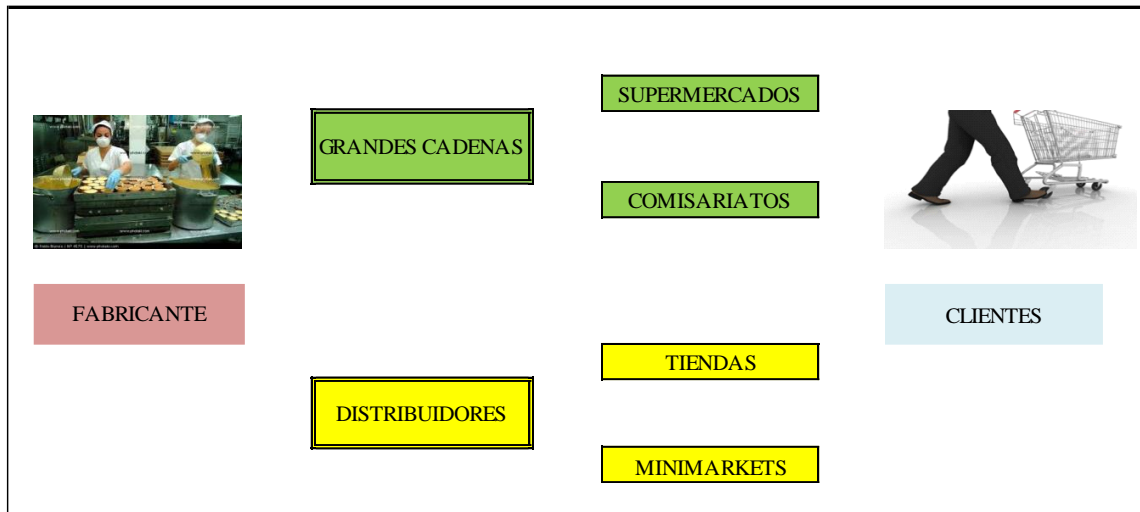 SUPERMERCADOS
GRANDES CADENAS
COMISARIATOS
FABRICANTE
CLIENTES
TIENDAS
DISTRIBUIDORES
MINIMARKETS